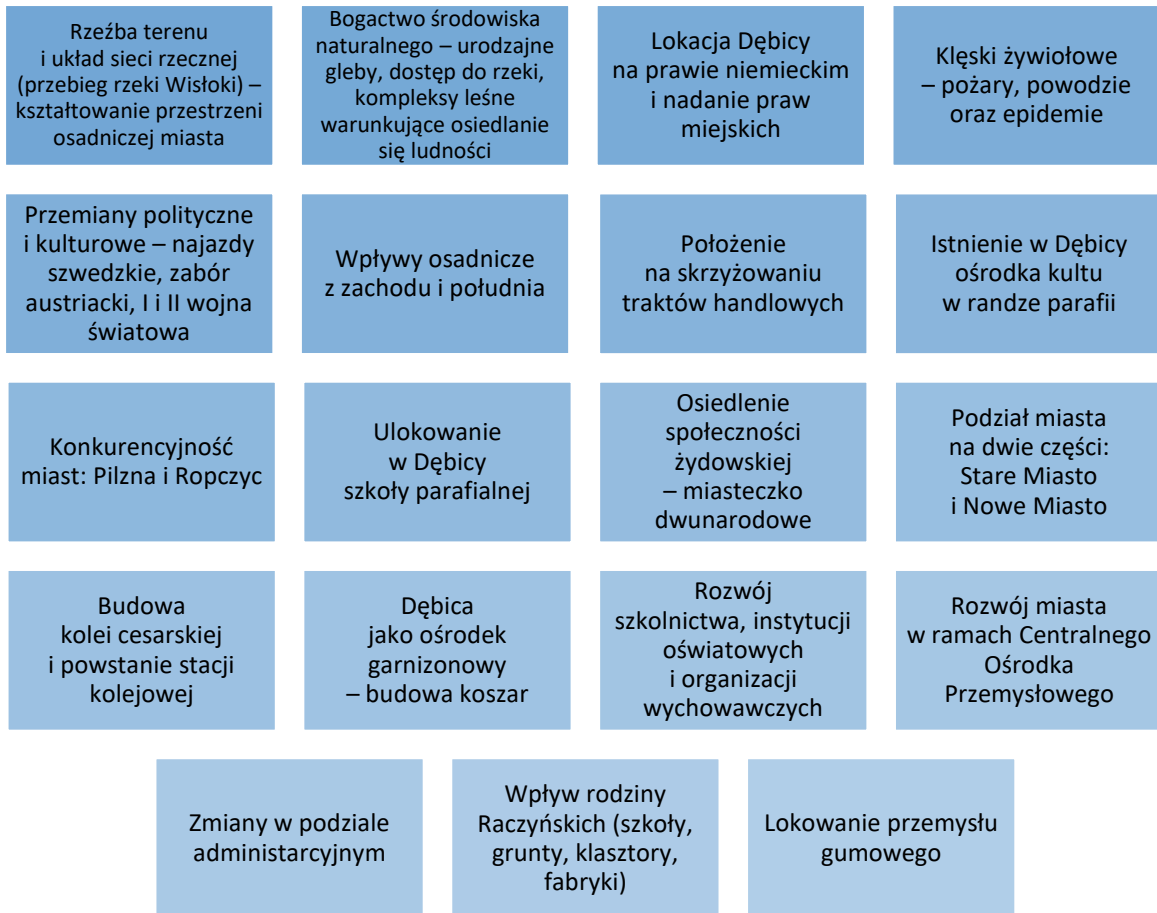 Rzeźba terenu
i układ sieci rzecznej
(przebieg rzeki Wisłoki) –
kształtowanie przestrzeni
osadniczej miasta
Bogactwo środowiska
naturalnego – urodzajne
gleby, dostęp do rzeki,
kompleksy leśne
warunkujące osiedlanie
się ludności
Lokacja Dębicy
na prawie niemieckim
i nadanie praw
miejskich
Klęski żywiołowe
– pożary, powodzie
oraz epidemie
Przemiany polityczne
i kulturowe – najazdy
szwedzkie, zabór
austriacki, I i II wojna
światowa
Wpływy osadnicze
z zachodu i południa
Położenie
na skrzyżowaniu
traktów handlowych
Istnienie w Dębicy
ośrodka kultu
w randze parafii
Konkurencyjność
miast: Pilzna i Ropczyc
Ulokowanie
w Dębicy
szkoły parafialnej
Osiedlenie
społeczności
żydowskiej
– miasteczko
dwunarodowe
Podział miasta
na dwie części:
Stare Miasto
i Nowe Miasto
Budowa
kolei cesarskiej
i powstanie stacji
kolejowej
Dębica
jako ośrodek
garnizonowy
– budowa koszar
Rozwój
szkolnictwa, instytucji
oświatowych
i organizacji
wychowawczych
Rozwój miasta
w ramach Centralnego
Ośrodka
Przemysłowego
Zmiany w podziale
administarcyjnym
Wpływ rodziny
Raczyńskich (szkoły,
grunty, klasztory,
fabryki)
Lokowanie przemysłu
gumowego